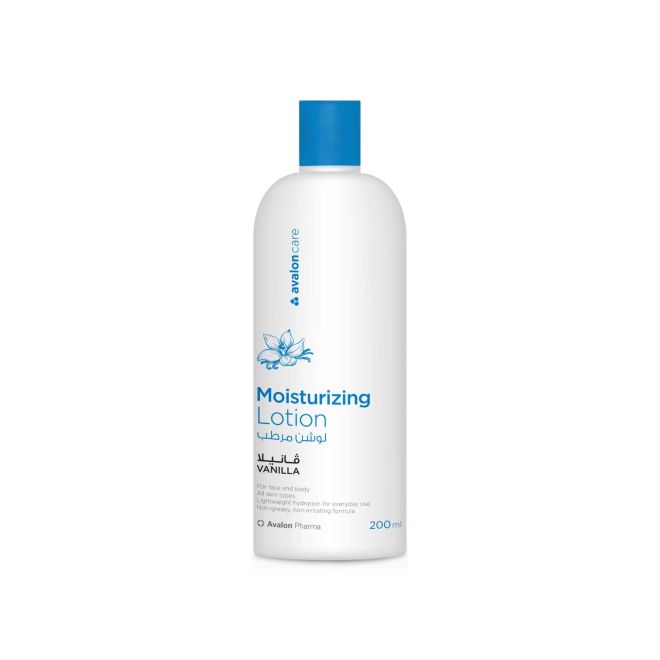 avalon care
Moisturizing
Lotion
لوشن مرطب
ڤانيلا
VANILLA
For face and body
All skin types
Lightweight hydration for everyday use
Non-greasy, non-irritating formula
Avalon Pharma
200 ml